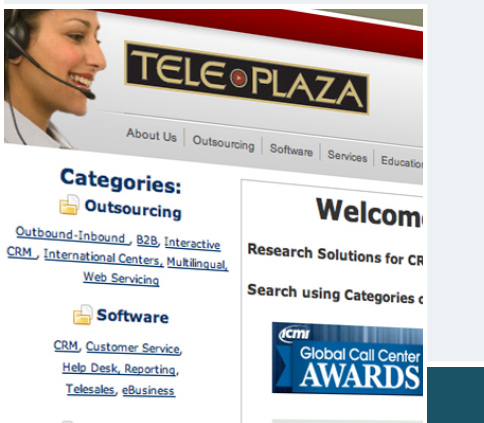 TELE PLAZA
About Us | Outsourcing | Software | Services | Education
Categories:
Outsourcing
Outbound-Inbound , B2B, Interactive
CRM , International Centers, Multilingual,
Web Servicing
Software
CRM, Customer Service,
Help Desk, Reporting,
Telesales, eBusiness
Welcom
Research Solutions for CR
Search using Categories
icmi
Global Call Center
AWARDS